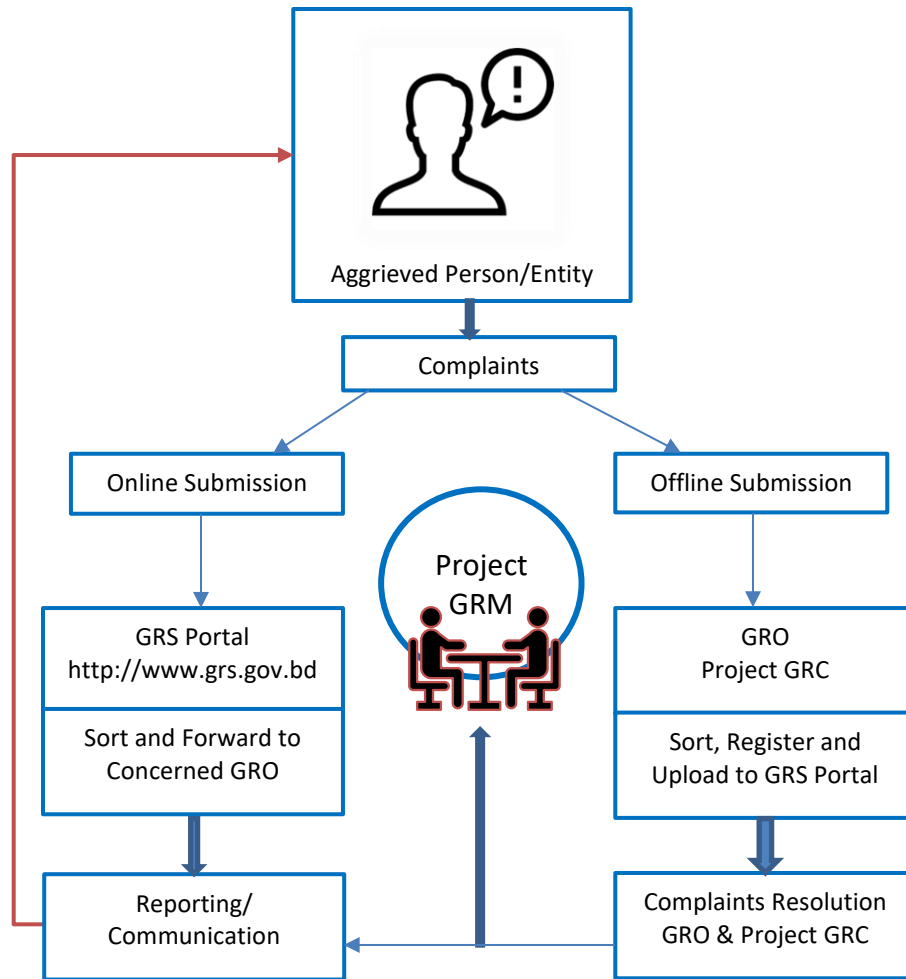 Aggrieved Person/Entity
Complaints
Online Submission
Offline Submission
Project
GRM
GRS Portal
http://www.grs.gov.bd
GRO
Project GRC
Sort and Forward to
Concerned GRO
Sort, Register and
Upload to GRS Portal
Reporting/
Communication
Complaints Resolution
GRO & Project GRC